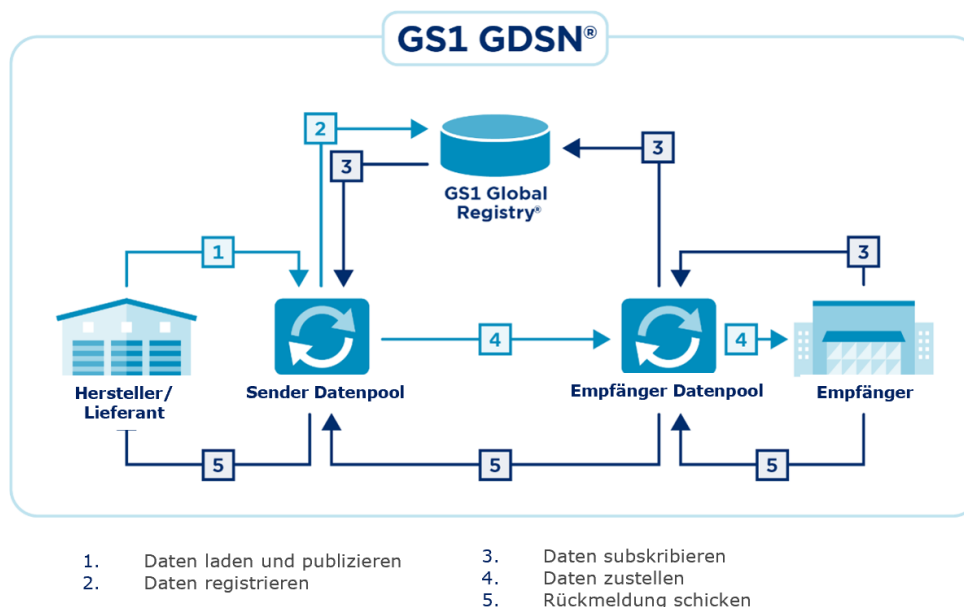 GS1 GDSN®
2
3
3
GS1 Global
Registry®
1
3
4
4
Hersteller/
Lieferant
Sender Datenpool
Empfänger Datenpool
Empfänger
5
5
5
1. Daten laden und publizieren
2. Daten registrieren
3. Daten subskribieren
4. Daten zustellen
5. Rückmeldung schicken